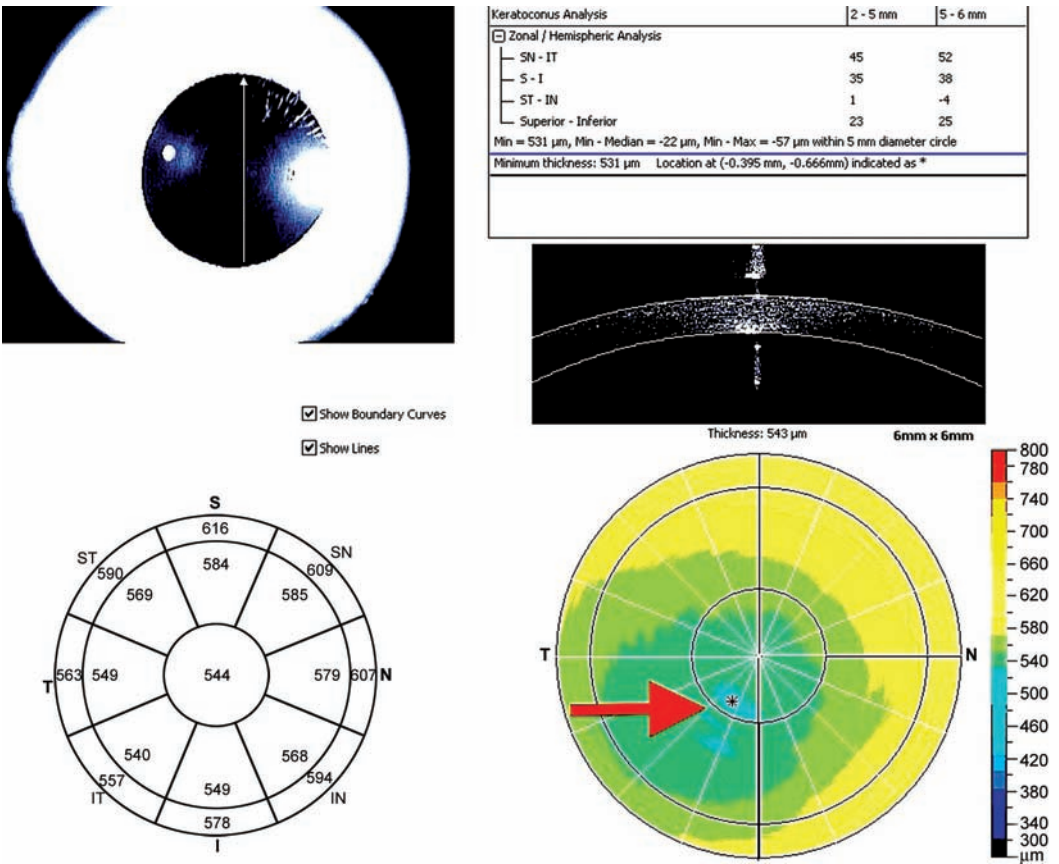 Keratoconus Analysis 2 - 5 mm 5 - 6 mm
Zonal / Hemispheric Analysis
SN - IT 45 52
S - I 35 38
ST - IN 1 -4
Superior - Inferior 23 25
Min = 531 µm, Min - Median = -22 µm, Min - Max = -57 µm within 5 mm diameter circle
Minimum thickness: 531 µm Location at (-0.395 mm, -0.666mm) indicated as *
Show Boundary Curves
Show Lines
Thickness: 543 µm 6mm x 6mm
S
616
ST SN
590 609
584
569 585
T 563 549 544 579 607 N
540 568
557 594
549
IT IN
578
I
T N
*
800
780
740
700
660
620
580
540
500
460
420
380
340
300
µm